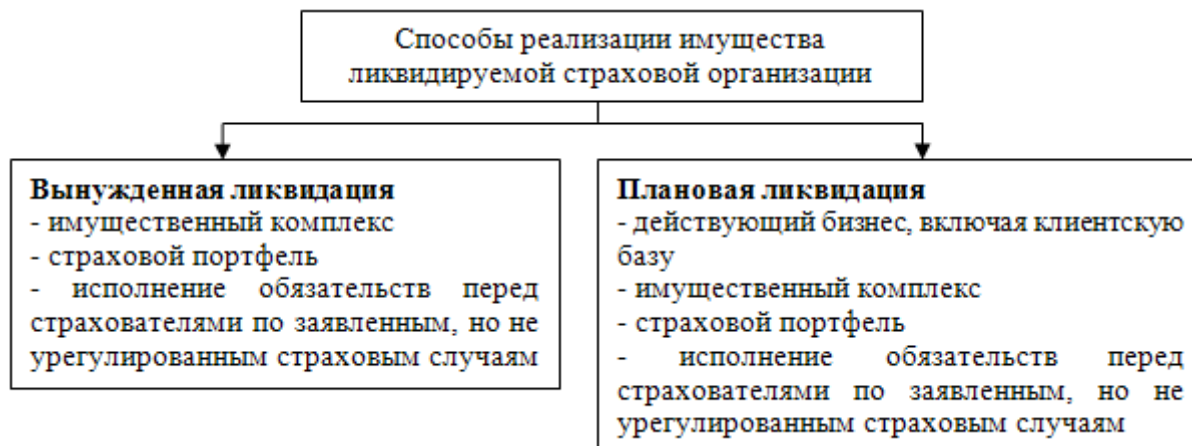 Способы реализации имущества
ликвидируемой страховой организации
Вынужденная ликвидация
- имущественный комплекс
- страховой портфель
- исполнение обязательств перед
страхователями по заявленным, но не
урегулированным страховым случаям
Плановая ликвидация
- действующий бизнес, включая клиентскую
базу
- имущественный комплекс
- страховой портфель
- исполнение обязательств перед
страхователями по заявленным, но не
урегулированным страховым случаям